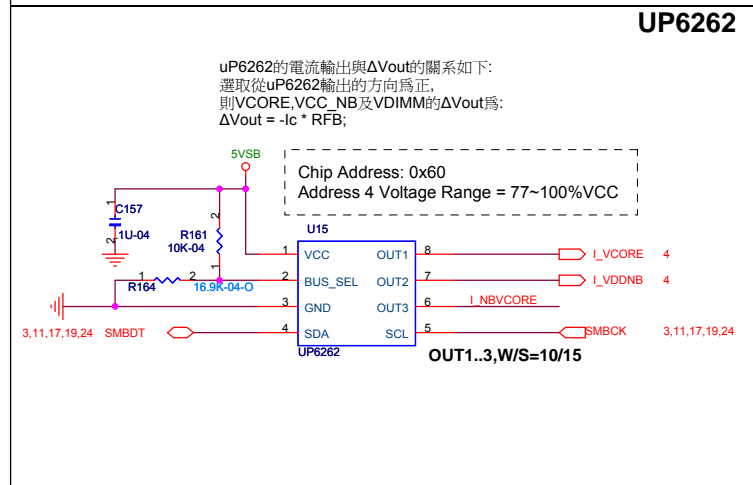 UP6262
uP6262的電流輸出與ΔVout的關系如下:
選取從uP6262輸出的方向爲正,
則VCORE,VCC_NB及VDIMM的ΔVout爲:
ΔVout = -Ic * RFB;
5VSB
Chip Address: 0x60
Address 4 Voltage Range = 77~100%VCC
1
C157
.1U-04
2
2
R161
10K-04
1
U15
1 VCC OUT1 8 I_VCORE 4
1 R164 2 16.9K-04-O
2 BUS_SEL OUT2 7 I_VDDNB 4
3 GND OUT3 6 I_NBVCORE
3,11,17,19,24 SMBDT 4 SDA SCL 5 SMBCK 3,11,17,19,24
UP6262
OUT1..3,W/S=10/15